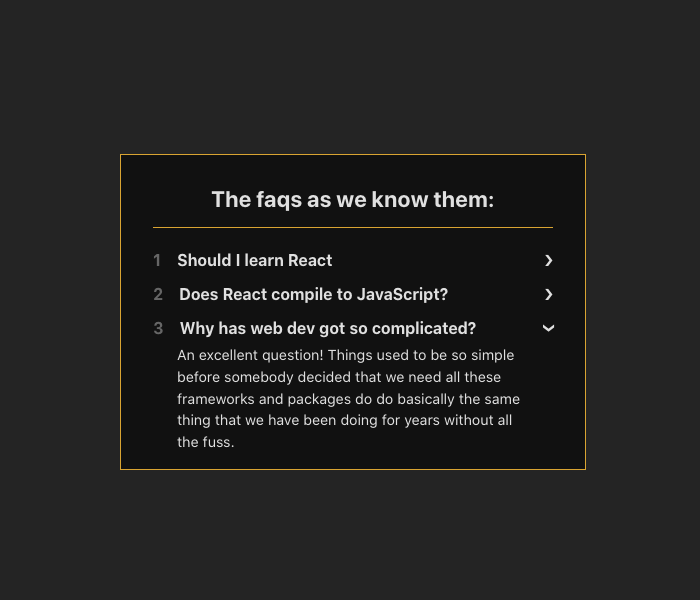 The faqs as we know them:
1 Should I learn React ❯
2 Does React compile to JavaScript? ❯
3 Why has web dev got so complicated? ❯
An excellent question! Things used to be so simple
before somebody decided that we need all these
frameworks and packages do do basically the same
thing that we have been doing for years without all
the fuss.